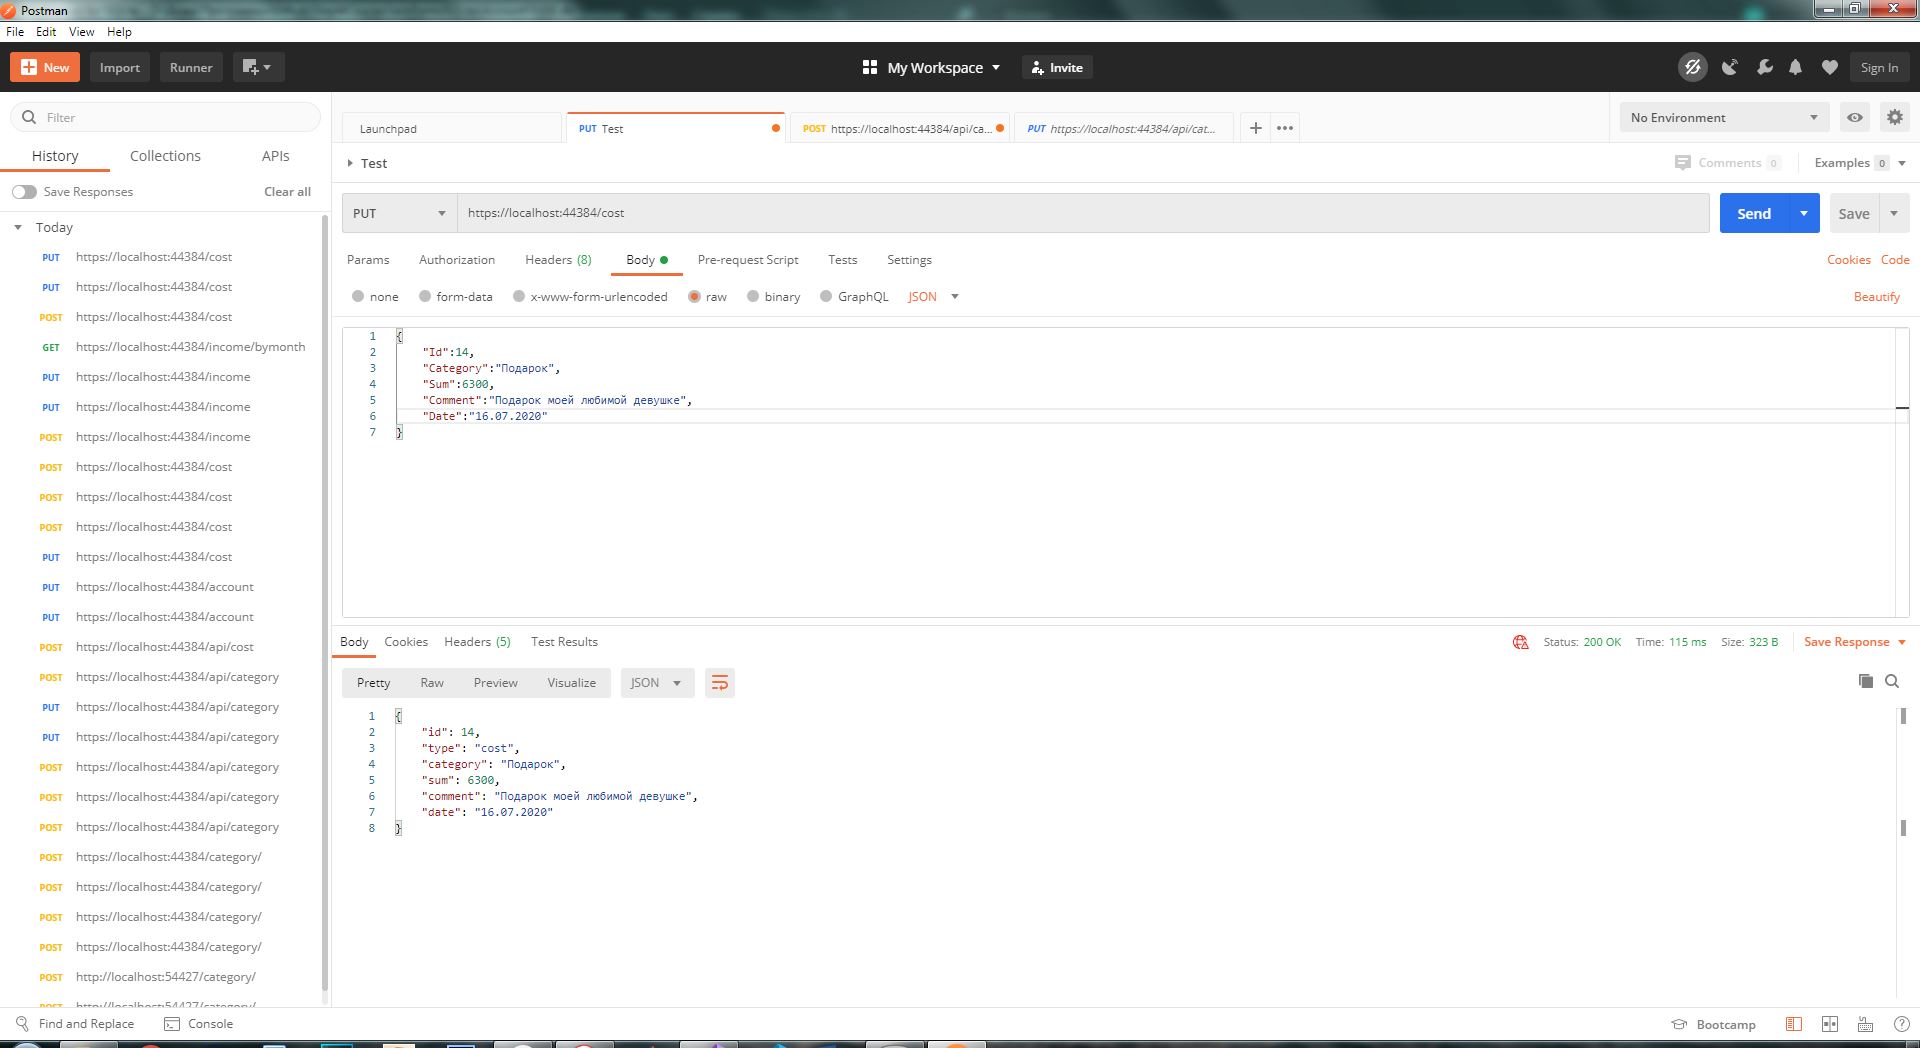 Postman
File Edit View Help
New Import Runner My Workspace Invite Sign In
Filter
History Collections APIs
Save Responses Clear all
Today
PUT https://localhost:44384/cost
PUT https://localhost:44384/cost
POST https://localhost:44384/cost
GET https://localhost:44384/income/bymonth
PUT https://localhost:44384/income
PUT https://localhost:44384/income
POST https://localhost:44384/income
POST https://localhost:44384/cost
POST https://localhost:44384/cost
POST https://localhost:44384/cost
PUT https://localhost:44384/cost
PUT https://localhost:44384/account
PUT https://localhost:44384/account
POST https://localhost:44384/api/cost
POST https://localhost:44384/api/category
PUT https://localhost:44384/api/category
PUT https://localhost:44384/api/category
POST https://localhost:44384/api/category
POST https://localhost:44384/api/category
POST https://localhost:44384/api/category
POST https://localhost:44384/category/
POST https://localhost:44384/category/
POST https://localhost:44384/category/
POST https://localhost:44384/category/
POST http://localhost:54427/category/
POST http://localhost:54427/category/
Launchpad PUT Test POST https://localhost:44384/api/ca... PUT https://localhost:44384/api/cat... No Environment
Test Comments 0 Examples 0
PUT https://localhost:44384/cost Send Save
Params Authorization Headers (8) Body Pre-request Script Tests Settings Cookies Code
none form-data x-www-form-urlencoded raw binary GraphQL JSON Beautify
1 {
2 "Id":14,
3 "Category":"Подарок",
4 "Sum":6300,
5 "Comment":"Подарок моей любимой девушке",
6 "Date":"16.07.2020"
7 }
Body Cookies Headers (5) Test Results Status: 200 OK Time: 115 ms Size: 323 B Save Response
Pretty Raw Preview Visualize JSON
1 {
2 "id": 14,
3 "type": "cost",
4 "category": "Подарок",
5 "sum": 6300,
6 "comment": "Подарок моей любимой девушке",
7 "date": "16.07.2020"
8 }
Find and Replace Console Bootcamp